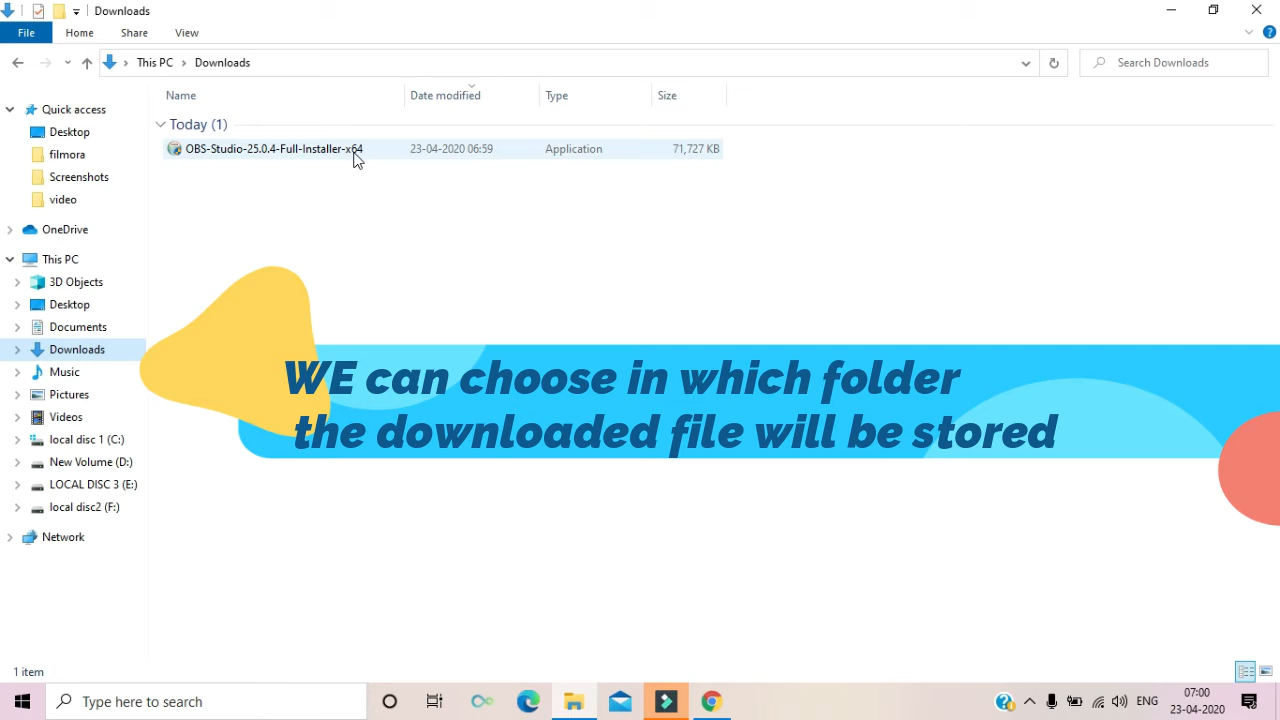 Downloads
File Home Share View
This PC Downloads
Search Downloads
Name Date modified Type Size
Today (1)
OBS-Studio-25.0.4-Full-Installer-x64 23-04-2020 06:59 Application 71,727 KB
Quick access
Desktop
filmora
Screenshots
video
OneDrive
This PC
3D Objects
Desktop
Documents
Downloads
Music
Pictures
Videos
local disc 1 (C:)
New Volume (D:)
LOCAL DISC 3 (E:)
local disc2 (F:)
Network
WE can choose in which folder
the downloaded file will be stored
1 item
Type here to search
ENG
07:00
23-04-2020